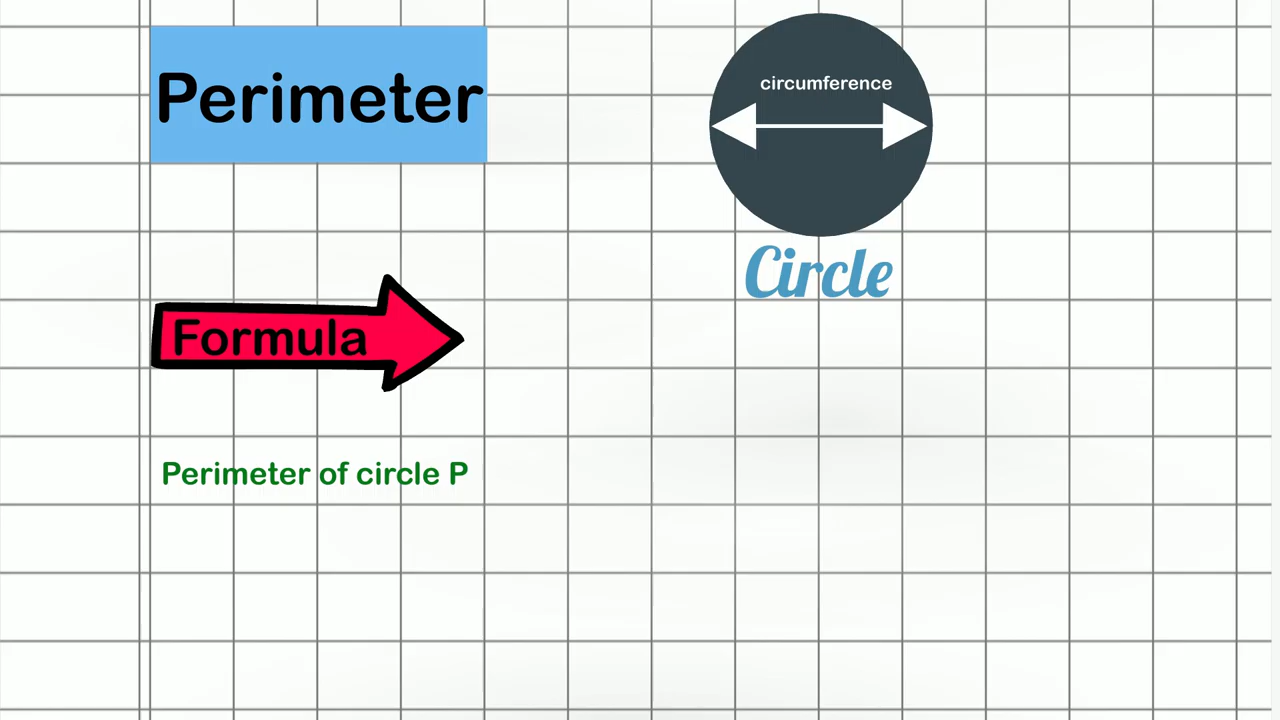 Perimeter
circumference
Circle
Formula
Perimeter of circle P